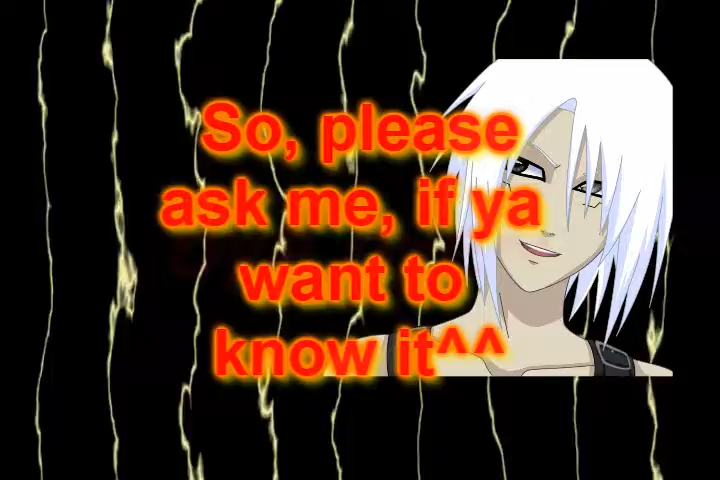 So, please
ask me, if ya
want to
know it^^